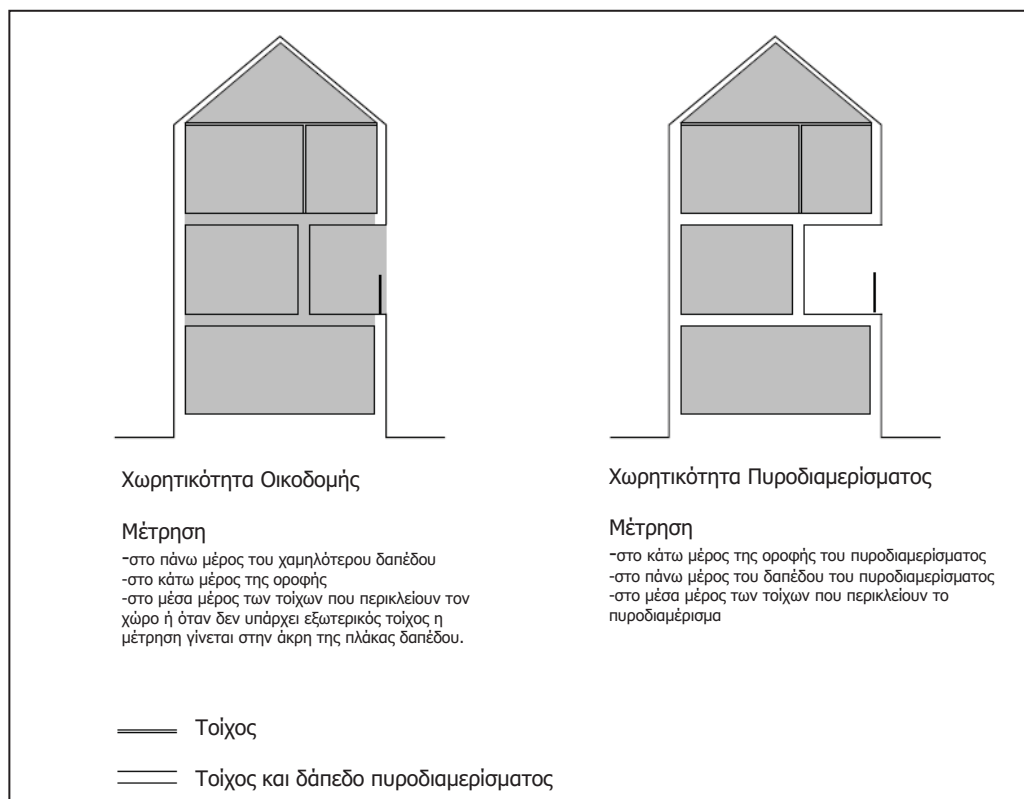 Χωρητικότητα Οικοδομής
Μέτρηση
-στο πάνω μέρος του χαμηλότερου δαπέδου
-στο κάτω μέρος της οροφής
-στο μέσα μέρος των τοίχων που περικλείουν τον
χώρο ή όταν δεν υπάρχει εξωτερικός τοίχος η
μέτρηση γίνεται στην άκρη της πλάκας δαπέδου.
Χωρητικότητα Πυροδιαμερίσματος
Μέτρηση
-στο κάτω μέρος της οροφής του πυροδιαμερίσματος
-στο πάνω μέρος του δαπέδου του πυροδιαμερίσματος
-στο μέσα μέρος των τοίχων που περικλείουν το
πυροδιαμέρισμα
Τοίχος
Τοίχος και δάπεδο πυροδιαμερίσματος